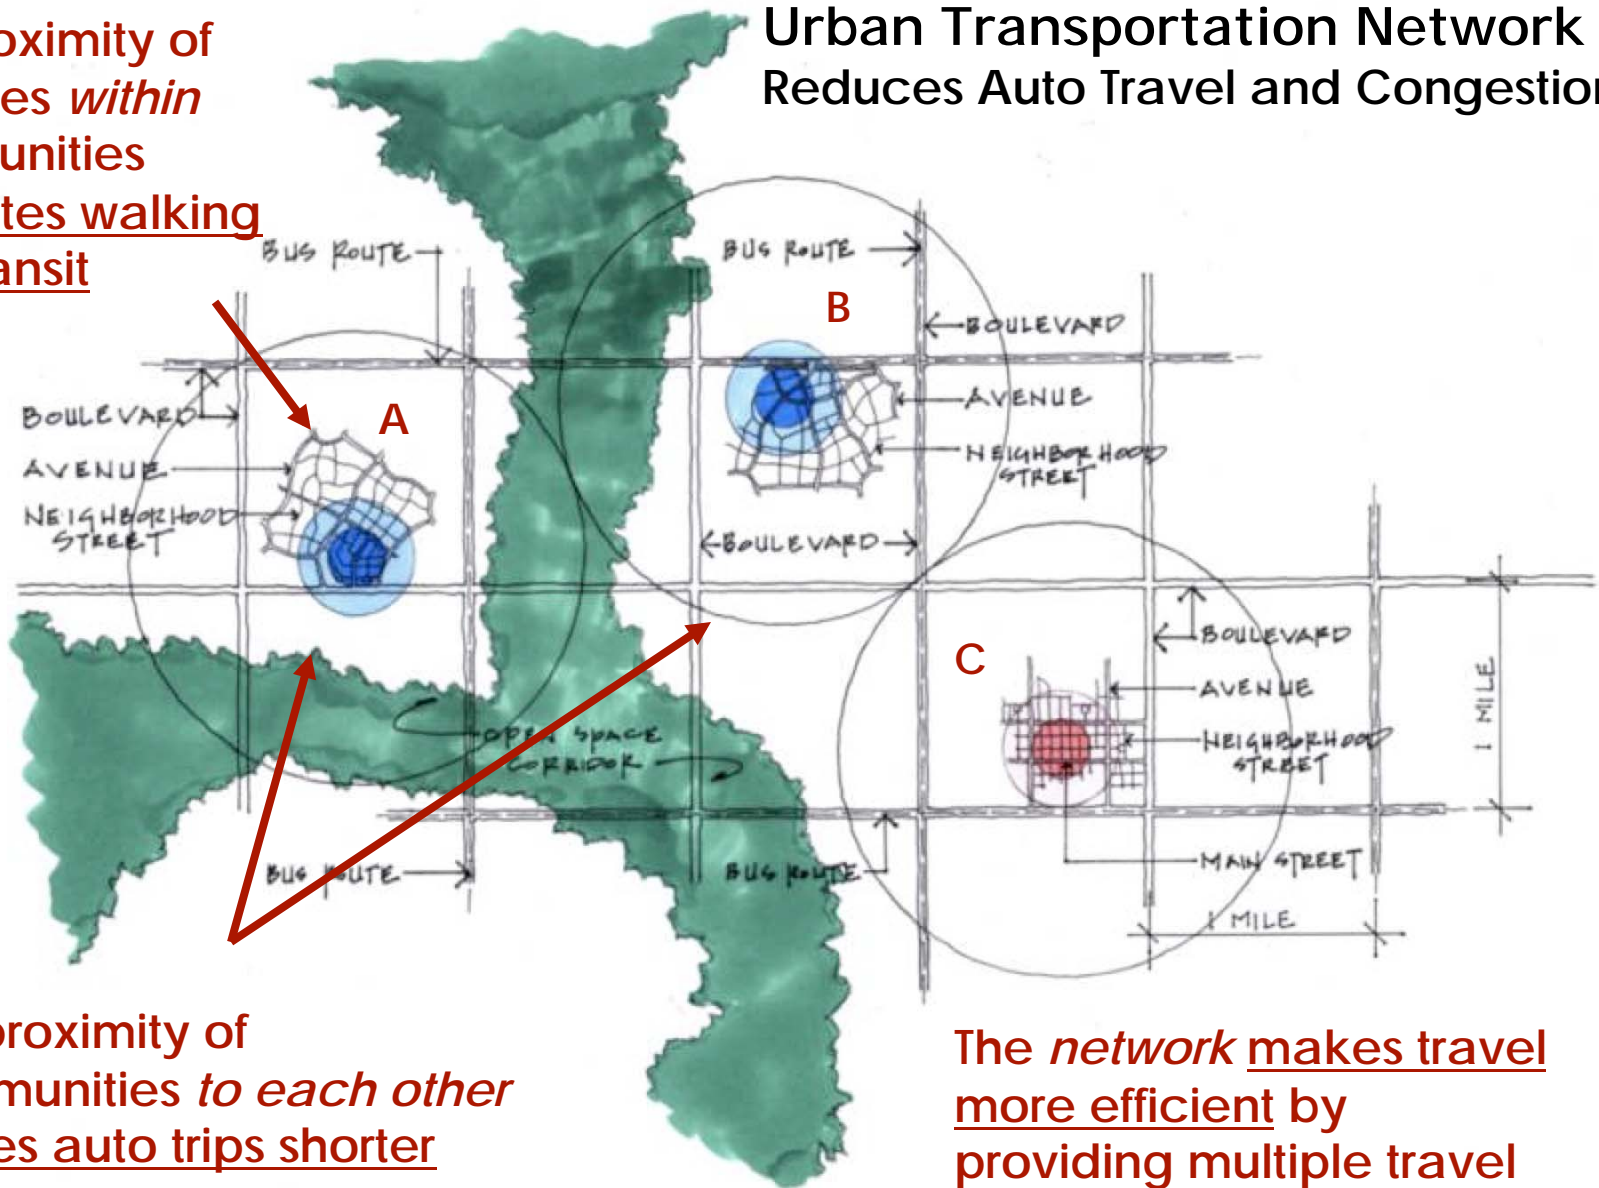 Urban Transportation Network
Reduces Auto Travel and Congestion
oximity of
es within
unities
tes walking
ansit
BUS ROUTE
BUS ROUTE
B
BOULEVARD
BOULEVARD
A
AVENUE
AVENUE
NEIGHBORHOOD
STREET
NEIGHBORHOOD
STREET
BOULEVARD
C
BOULEVARD
AVENUE
1 MILE
OPEN SPACE
CORRIDOR
NEIGHBORHOOD
STREET
BUS ROUTE
BUS ROUTE
MAIN STREET
1 MILE
proximity of
munities to each other
es auto trips shorter
The network makes travel
more efficient by
providing multiple travel